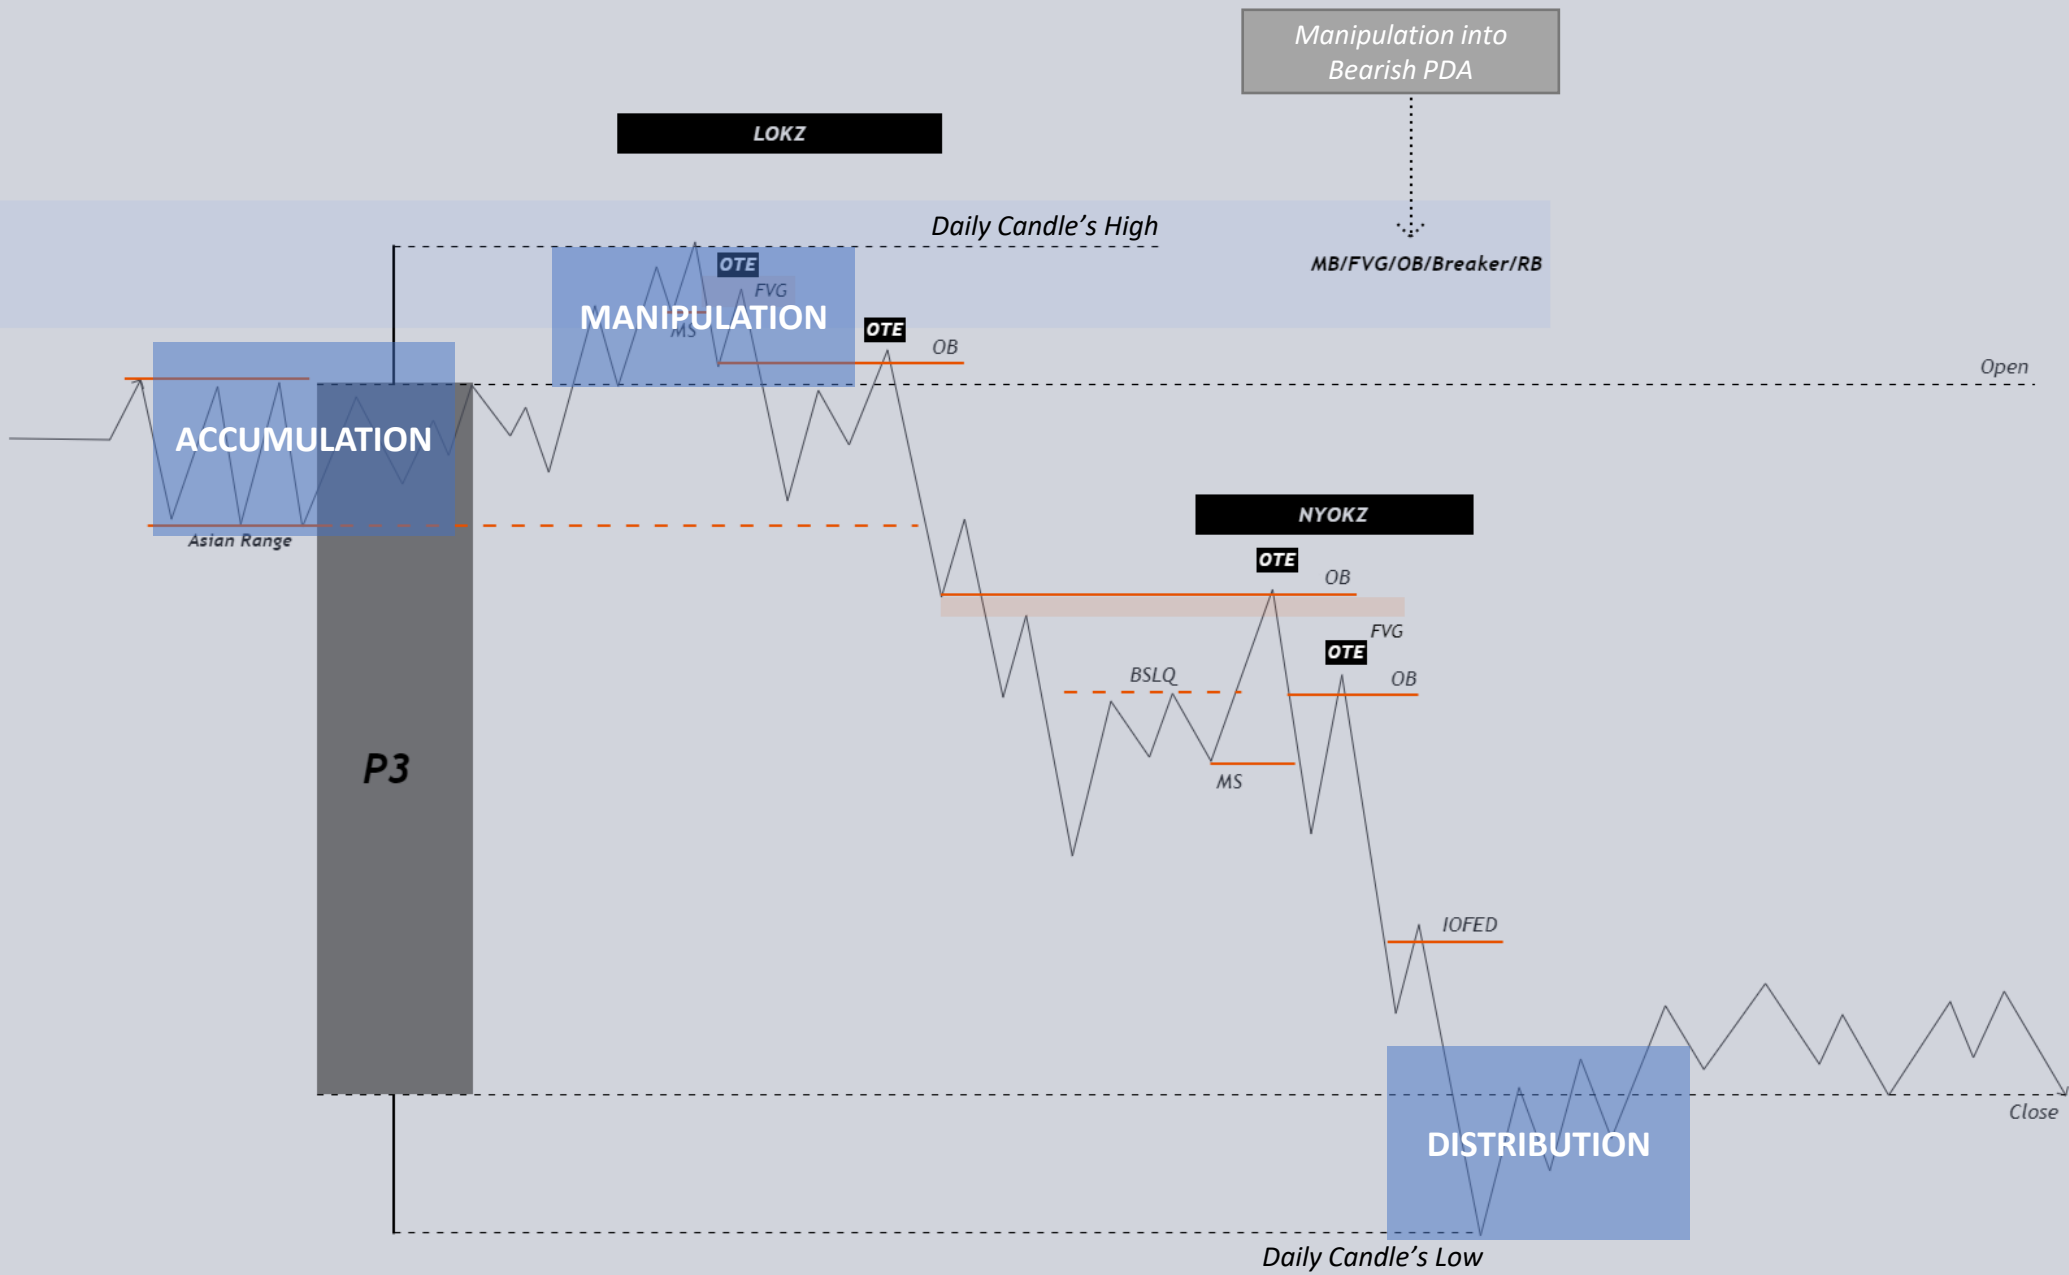 Manipulation into
Bearish PDA
LOKZ
Daily Candle's High
MB/FVG/OB/Breaker/RB
OTE
FVG
MANIPULATION
MS
OTE
OB
Open
ACCUMULATION
Asian Range
NYOKZ
OTE
OB
FVG
OTE
BSLQ
OB
P3
MS
IOFED
Close
DISTRIBUTION
Daily Candle's Low